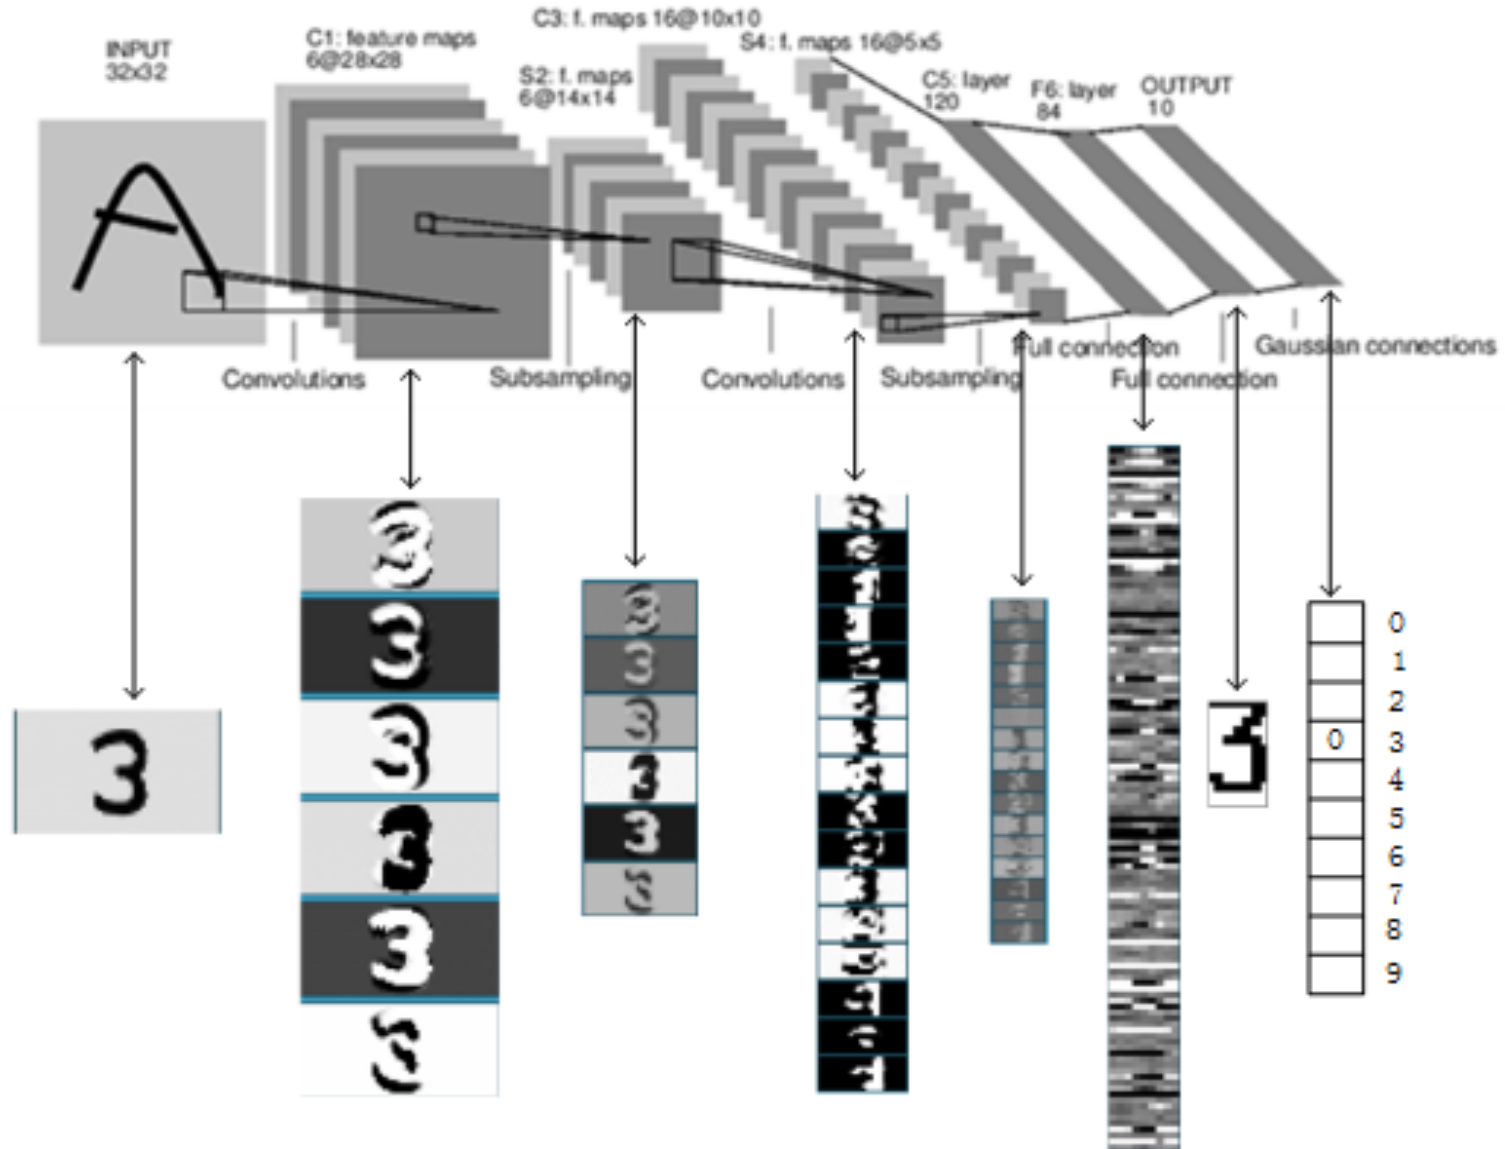 INPUT
32x32
C1: feature maps
6@28x28
S2: f. maps
6@14x14
C3: f. maps 16@10x10
S4: f. maps 16@5x5
C5: layer
120
F6: layer
84
OUTPUT
10
Convolutions
Subsampling
Convolutions
Subsampling
Full connection
Full connection
Gaussian connections
A
3
3
0
0
1
2
3
4
5
6
7
8
9